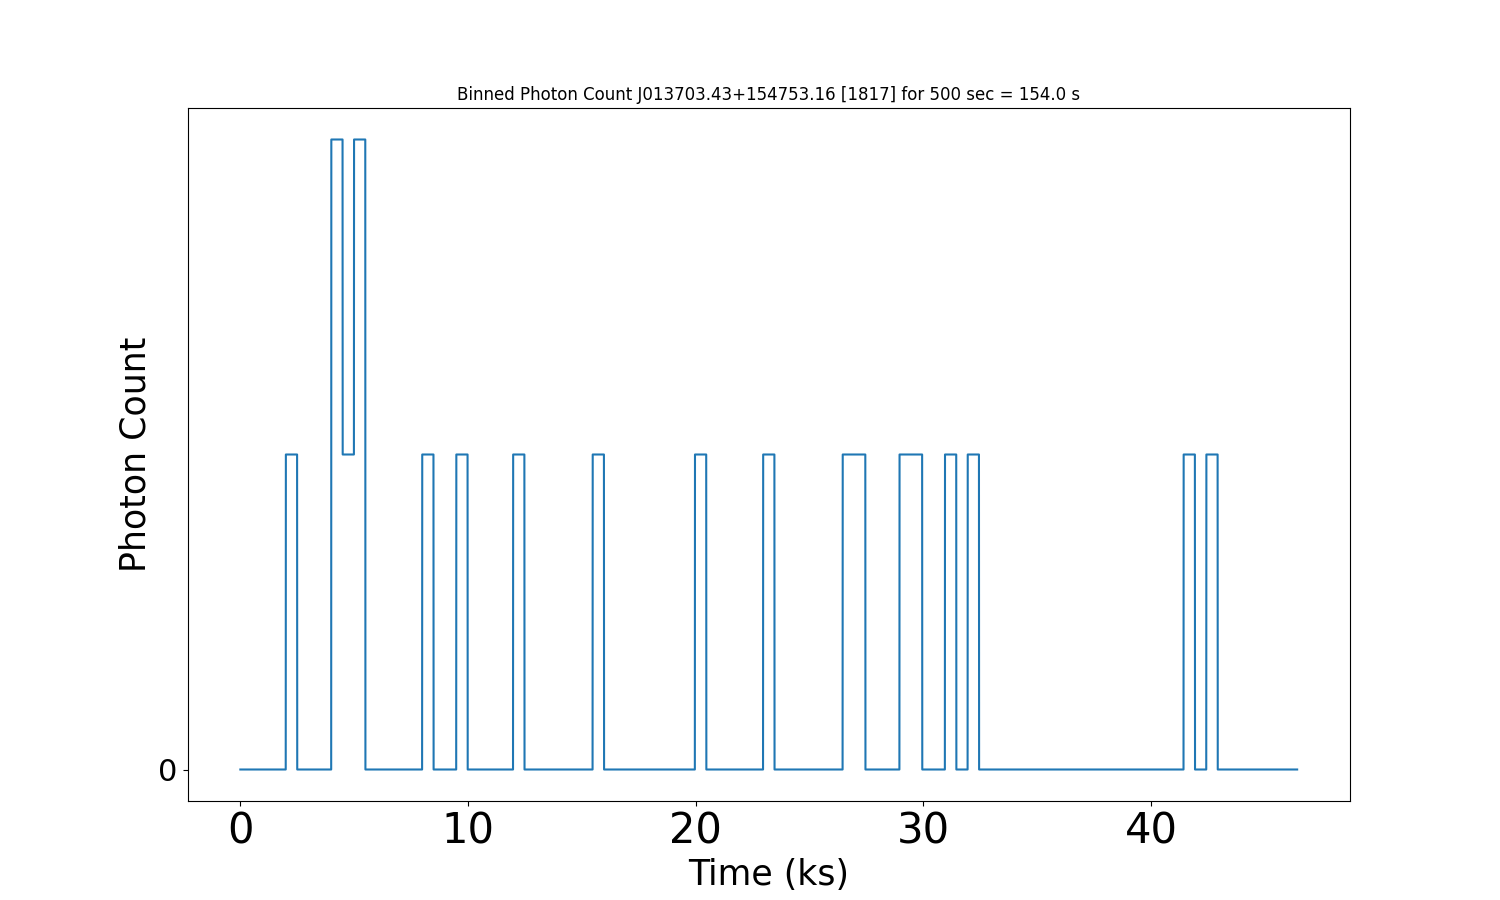 Binned Photon Count J013703.43+154753.16 [1817] for 500 sec = 154.0 s
Photon Count
0
0 10 20 30 40
Time (ks)